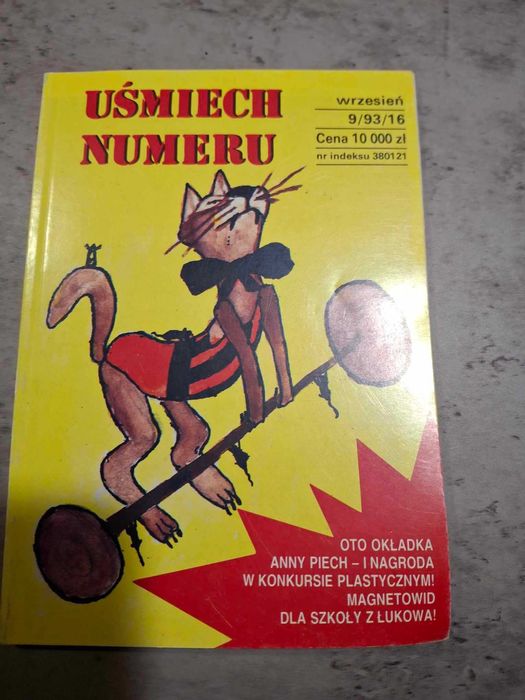 UŚMIECH
NUMERU
wrzesień
9/93/16
Cena 10 000 zł
nr indeksu 380121
OTO OKŁADKA
ANNY PIECH – I NAGRODA
W KONKURSIE PLASTYCZNYM!
MAGNETOWID
DLA SZKOŁY Z ŁUKOWA!